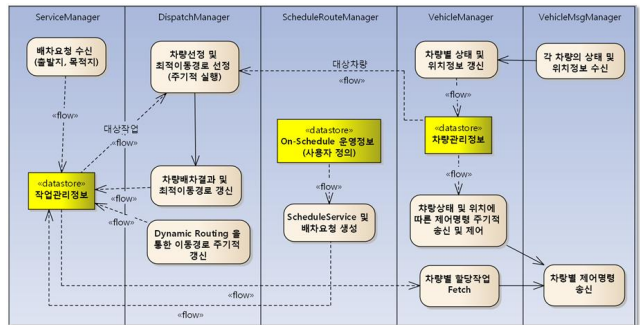 ServiceManager
DispatchManager
ScheduleRouteManager
VehicleManager
VehicleMsgManager
배차요청 수신
(출발지, 목적지)
차량선정 및
최적이동경로 선정
(주기적 실행)
차량별 상태 및
위치정보 갱신
각 차량의 상태 및
위치정보 수신
대상차량
«flow»
«flow»
«flow»
«flow»
대상작업
«flow»
«datastore»
On-Schedule 운영정보
(사용자 정의)
«datastore»
차량관리정보
«datastore»
작업관리정보
차량배차결과 및
최적이동경로 갱신
«flow»
«flow»
«flow»
«flow»
Dynamic Routing 을
통한 이동경로 주기적
갱신
ScheduleService 및
배차요청 생성
차량상태 및 위치에
따른 제어명령 주기적
송신 및 제어
«flow»
«flow»
차량별 할당작업
Fetch
차량별 제어명령
송신